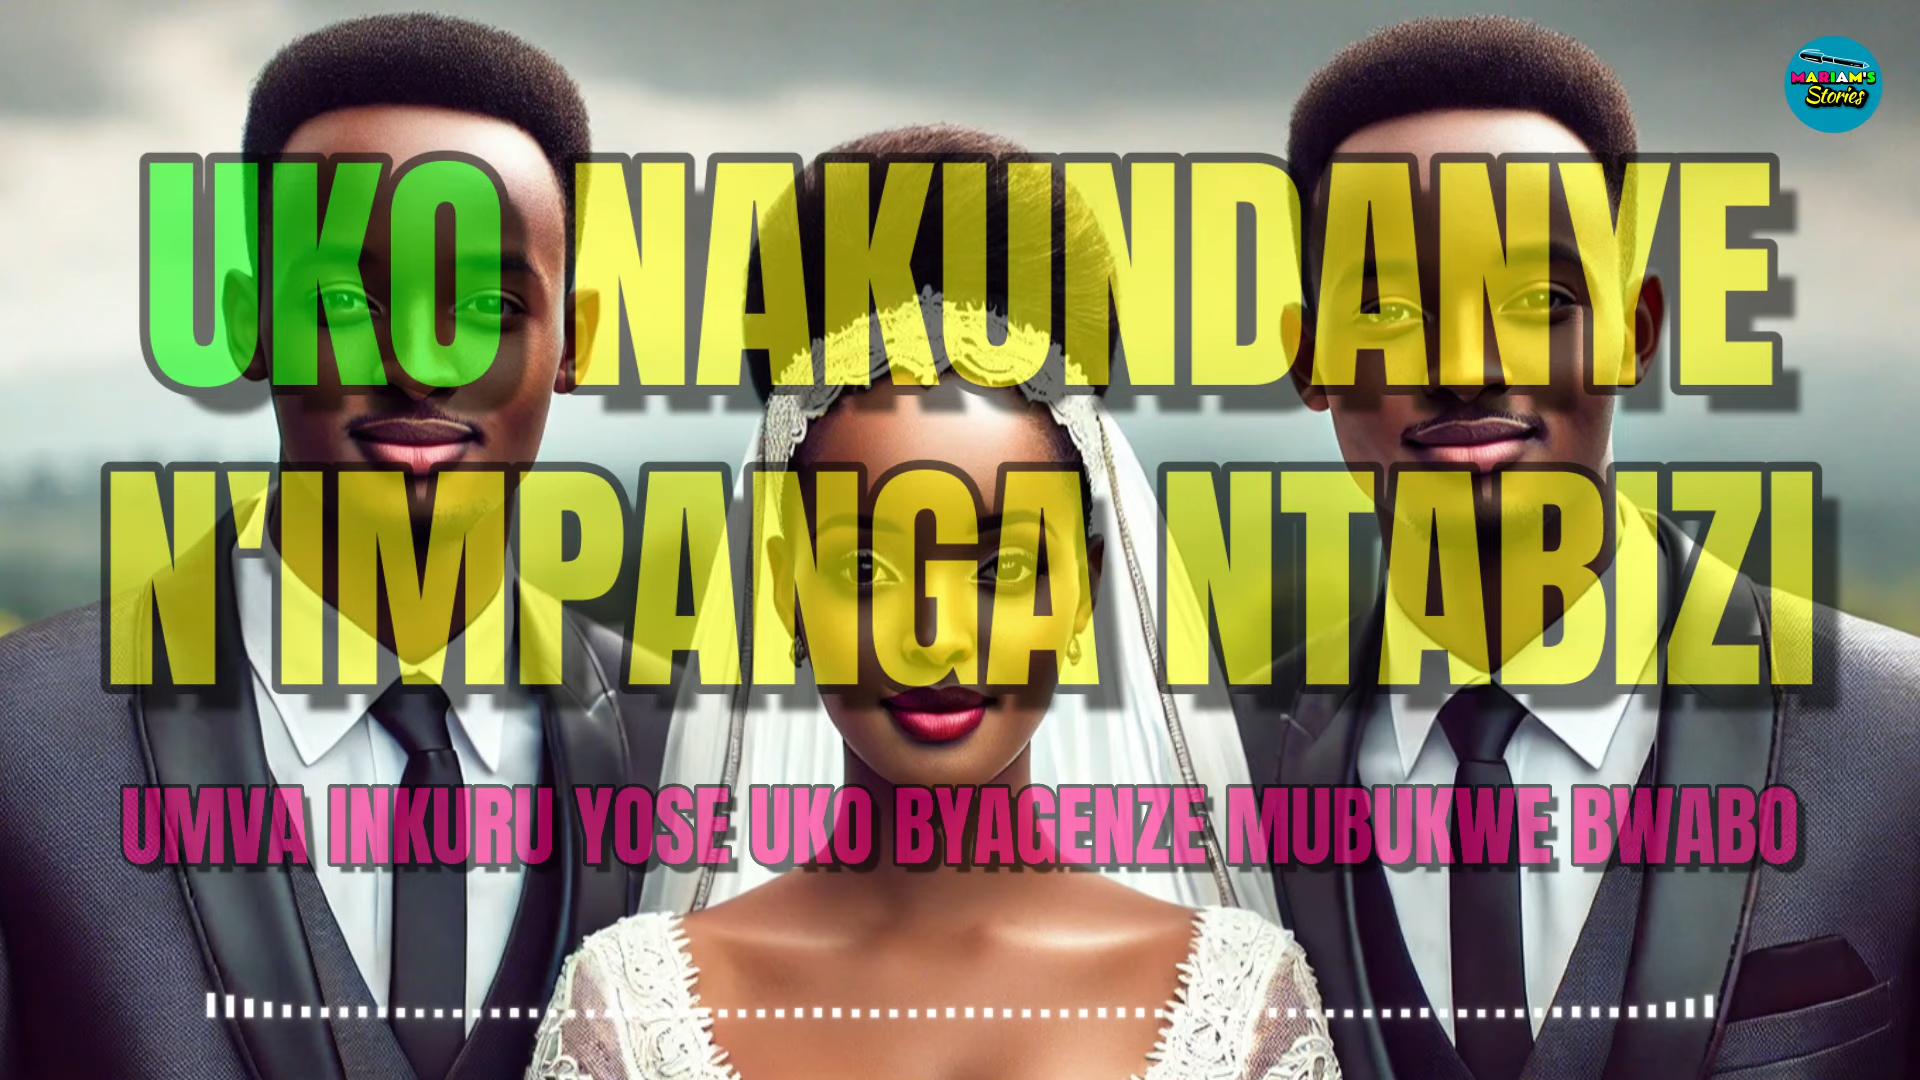 MARIAM'S
Stories
UKO NAKUNDANYE
N'IMPANGA NTABIZI
UMVA INKURU YOSE UKO BYAGENZE MUBUKWE BWABO